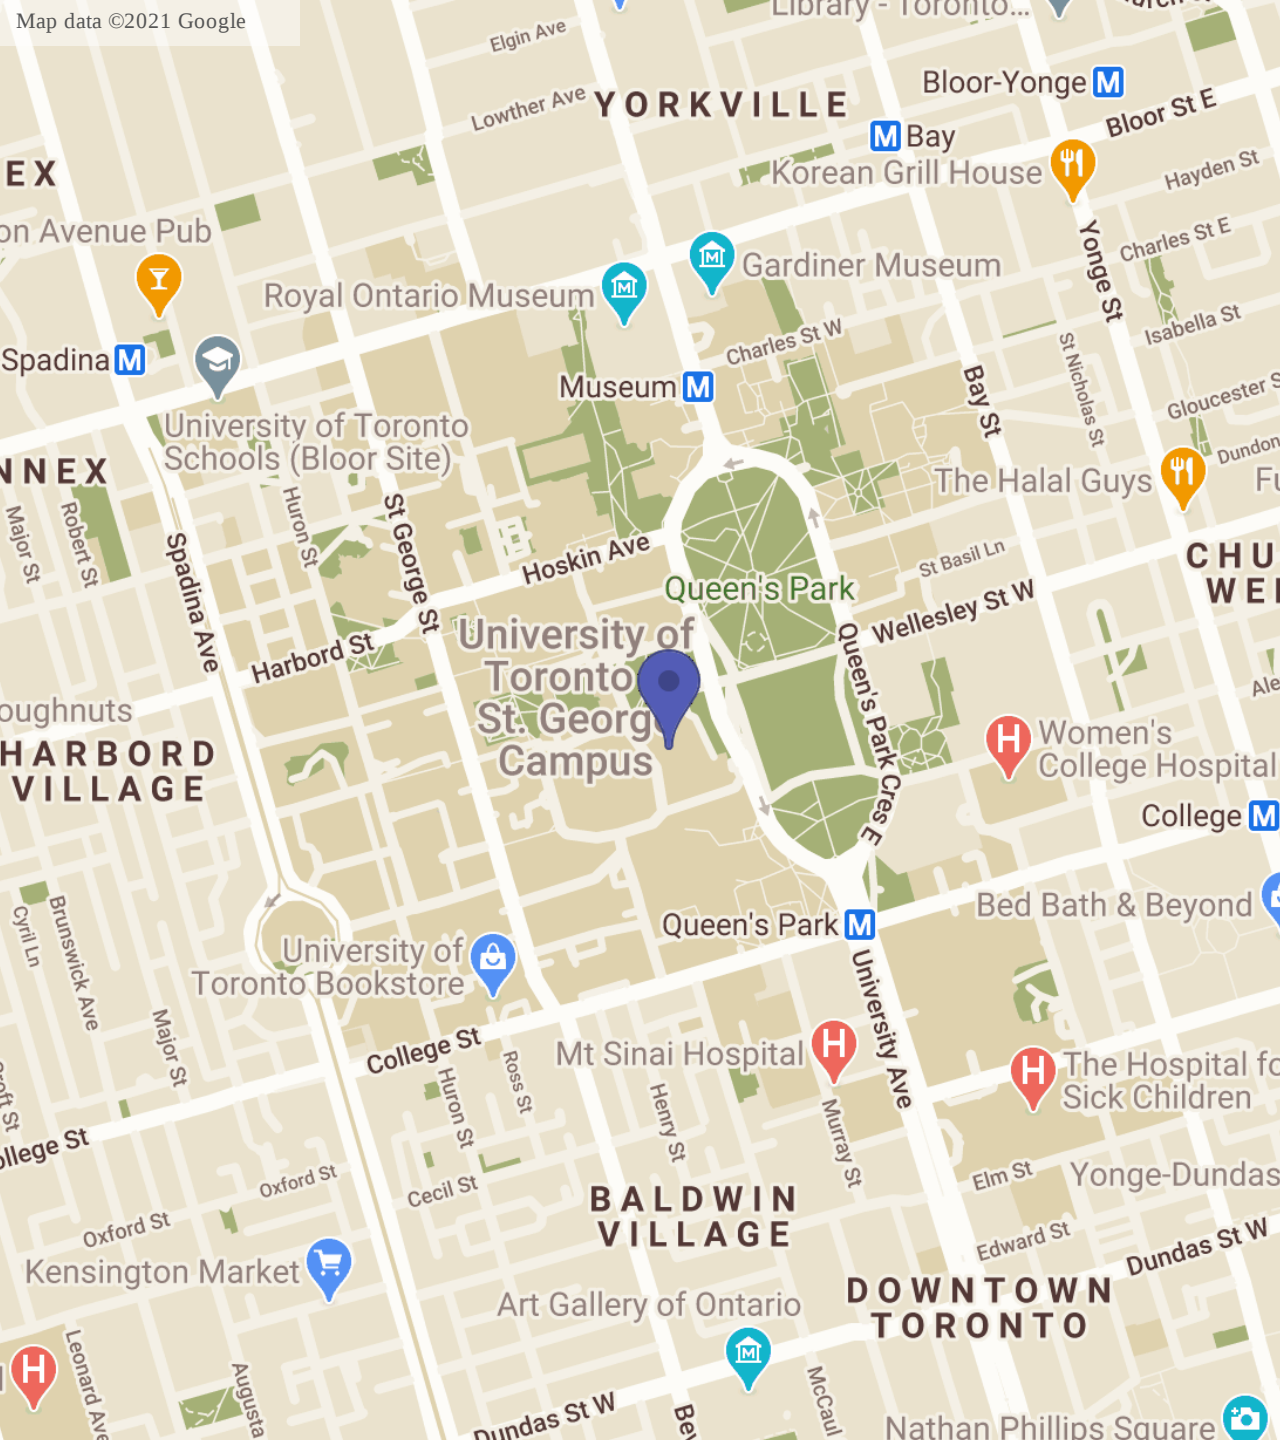 Map data ©2021 Google
Library - Toronto...
Elgin Ave
Bloor-Yonge M
Lowther Ave
YORKVILLE
Bloor St E
M Bay
EX
Korean Grill House
Hayden St
on Avenue Pub
Charles St E
Yonge St
Gardiner Museum
Royal Ontario Museum
Isabella St
Charles St W
Spadina M
St Nicholas St
Museum M
Bay St
Gloucester S
University of Toronto
Schools (Bloor Site)
NNEX
Dundon
The Halal Guys
Fu
Major St
Robert St
Huron St
St George St
Spadina Ave
Hoskin Ave
St Basil Ln
CHU
WEL
Queen's Park
Wellesley St W
Harbord St
University of
Toronto
St. Georg
Campus
Queen's Park Cres E
Ale
oughnuts
HARBORD
VILLAGE
Women's
College Hospital
H
College M
Bed Bath & Beyond
Queen's Park M
Cyril Ln
Brunswick Ave
University of
Toronto Bookstore
University Ave
Major St
College St
Mt Sinai Hospital
H
The Hospital fo
Sick Children
H
Ross St
Huron St
Henry St
Murray St
Croft St
ollege St
Oxford St
Cecil St
Elm St
Yonge-Dundas
BALDWIN
VILLAGE
Oxford St
Edward St
Dundas St W
Kensington Market
DOWNTOWN
TORONTO
Art Gallery of Ontario
H
Leonard Ave
Augusta
McCaul
Dundas St W
Bev
Nathan Phillips Square